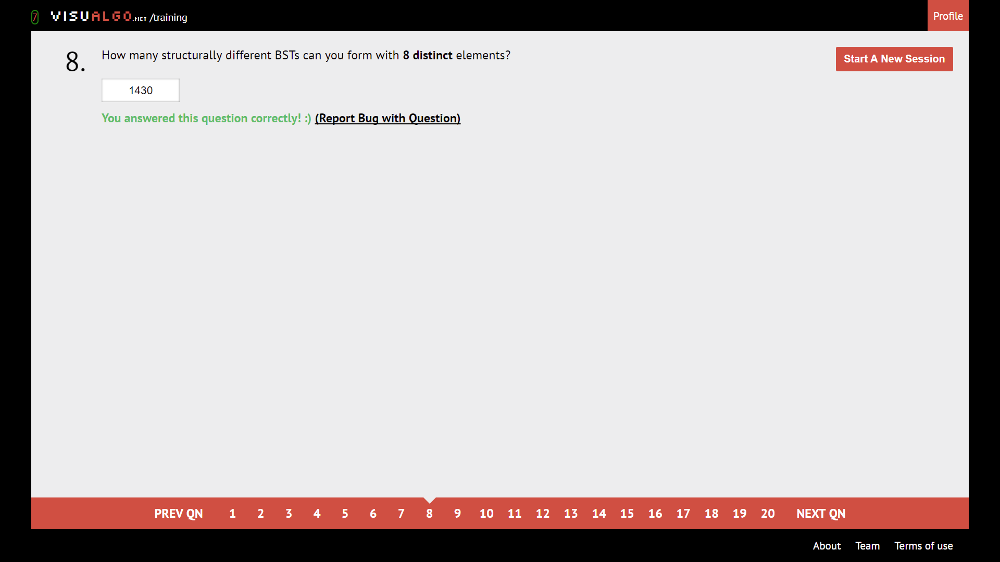 7 VISUALGO.NET /training
Profile
8.
How many structurally different BSTs can you form with 8 distinct elements?
Start A New Session
1430
You answered this question correctly! :) (Report Bug with Question)
PREV QN 1 2 3 4 5 6 7 8 9 10 11 12 13 14 15 16 17 18 19 20 NEXT QN
About Team Terms of use